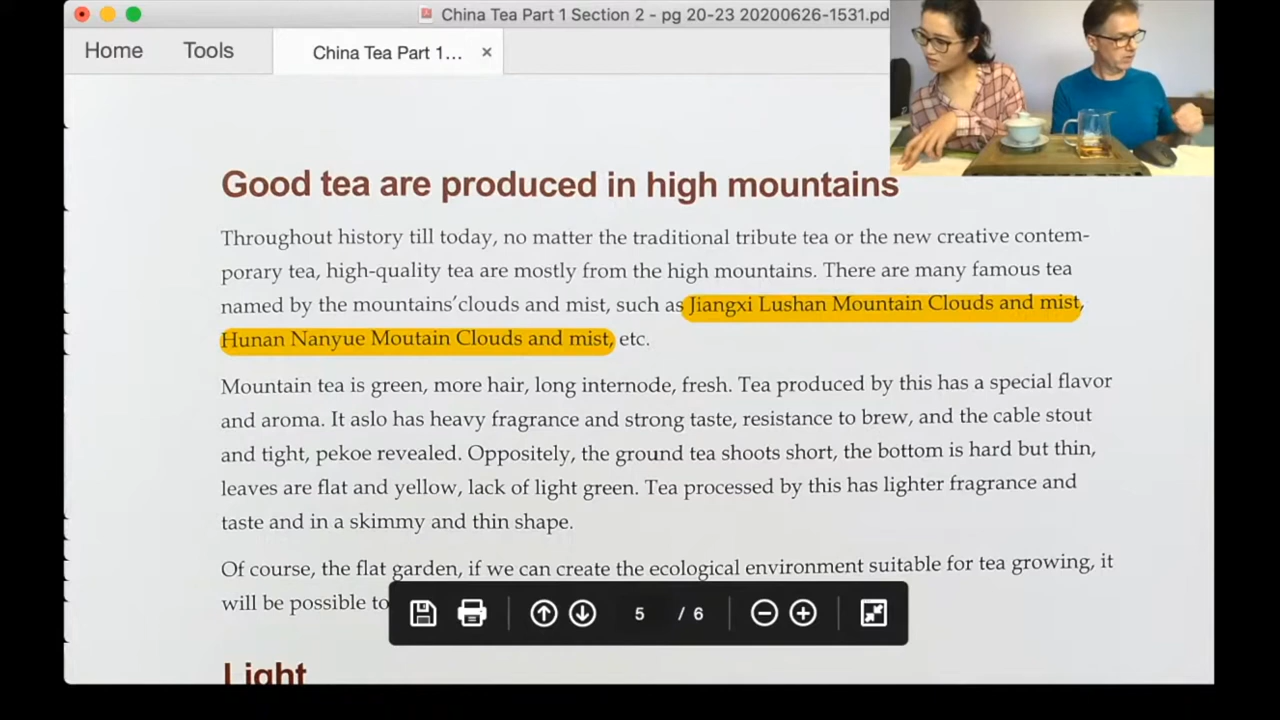 China Tea Part 1 Section 2 - pg 20-23 20200626-1531.pd
Home
Tools
China Tea Part 1…
Good tea are produced in high mountains
Throughout history till today, no matter the traditional tribute tea or the new creative contem-
porary tea, high-quality tea are mostly from the high mountains. There are many famous tea
named by the mountains'clouds and mist, such as Jiangxi Lushan Mountain Clouds and mist,
Hunan Nanyue Moutain Clouds and mist, etc.
Mountain tea is green, more hair, long internode, fresh. Tea produced by this has a special flavor
and aroma. It aslo has heavy fragrance and strong taste, resistance to brew, and the cable stout
and tight, pekoe revealed. Oppositely, the ground tea shoots short, the bottom is hard but thin,
leaves are flat and yellow, lack of light green. Tea processed by this has lighter fragrance and
taste and in a skimmy and thin shape.
Of course, the flat garden, if we can create the ecological environment suitable for tea growing, it
will be possible to
5 / 6
Light